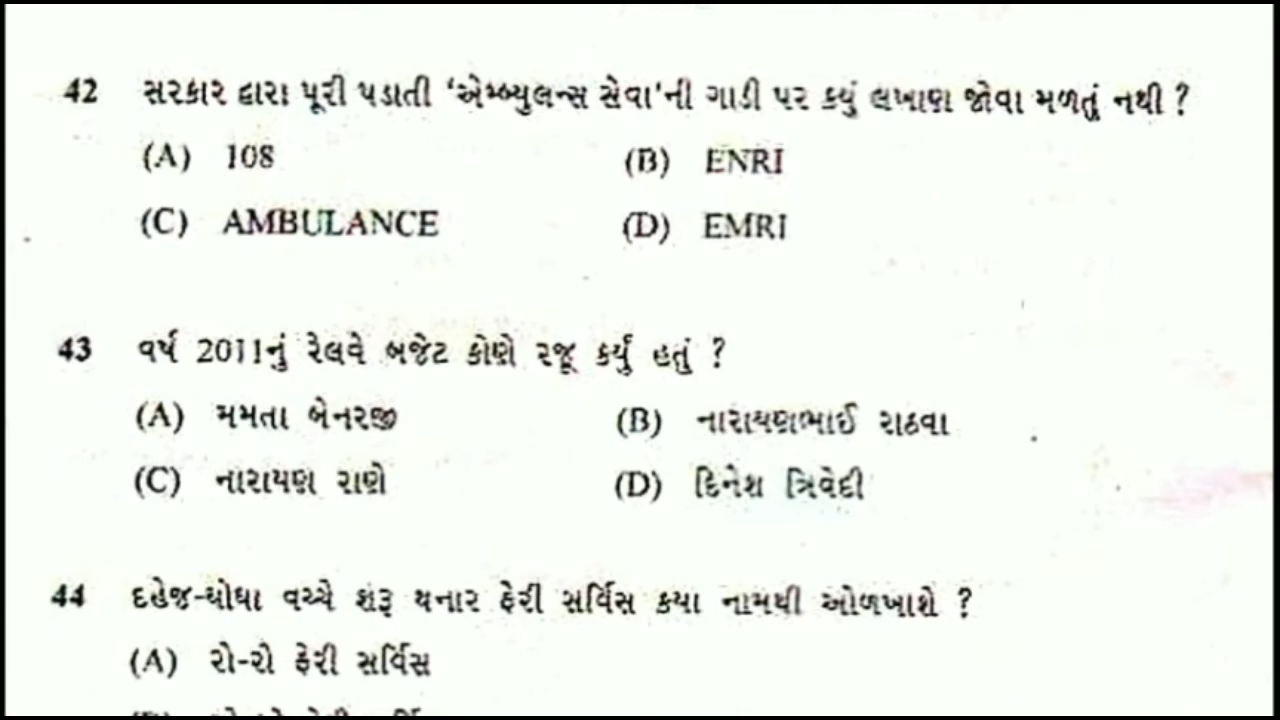 42 સરકાર દ્વારા પૂરી પડાતી ‘એમ્બ્યુલન્સ સેવા’ની ગાડી પર કયું લખાણ જોવા મળતું નથી ?
(A) 108 (B) ENRI
(C) AMBULANCE (D) EMRI
43 વર્ષ 2011નું રેલવે બજેટ કોણે રજૂ કર્યું હતું ?
(A) મમતા બેનરજી (B) નારાયણભાઈ રાઠવા
(C) નારાયણ રાણે (D) દિનેશ ત્રિવેદી
44 દહેજ-ઘોઘા વચ્ચે શરૂ થનાર ફેરી સર્વિસ કયા નામથી ઓળખાશે ?
(A) રો-રો ફેરી સર્વિસ